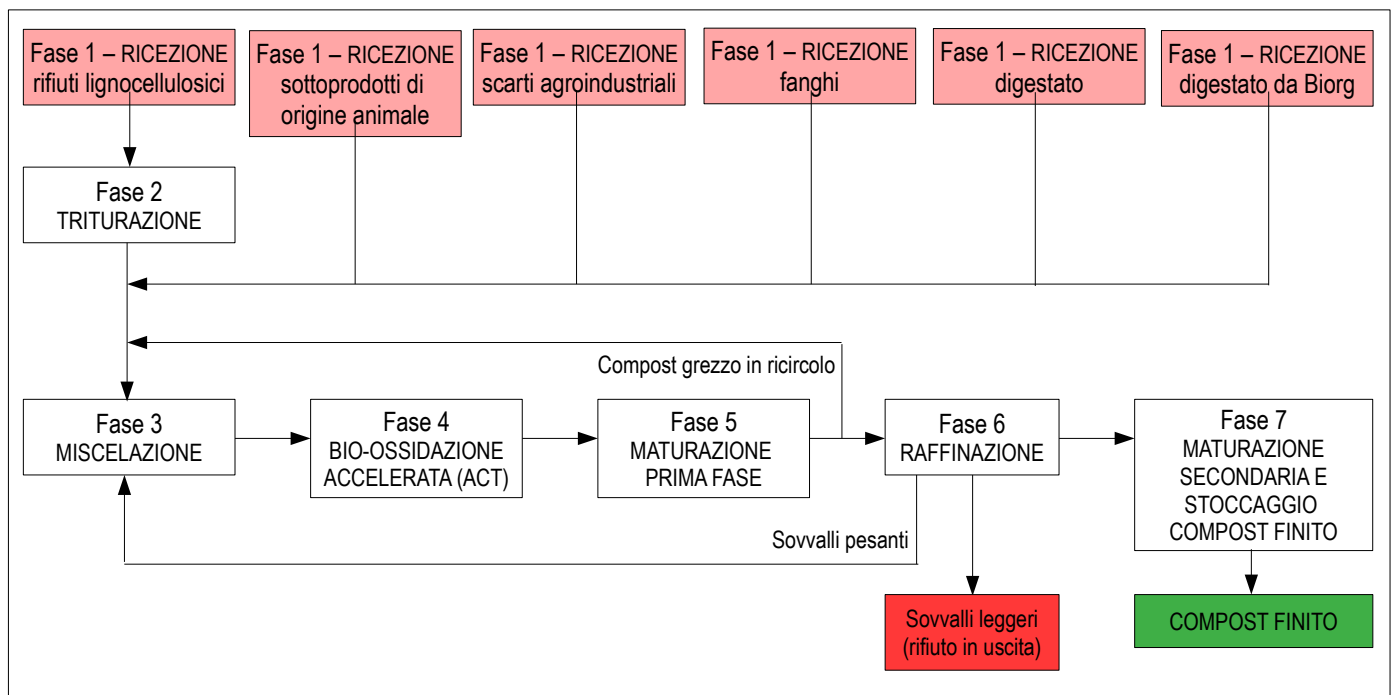 Fase 1 – RICEZIONE
rifiuti lignocellulosici
Fase 1 – RICEZIONE
sottoprodotti di
origine animale
Fase 1 – RICEZIONE
scarti agroindustriali
Fase 1 – RICEZIONE
fanghi
Fase 1 – RICEZIONE
digestato
Fase 1 – RICEZIONE
digestato da Biorg
Fase 2
TRITURAZIONE
Compost grezzo in ricircolo
Fase 3
MISCELAZIONE
Fase 4
BIO-OSSIDAZIONE
ACCELERATA (ACT)
Fase 5
MATURAZIONE
PRIMA FASE
Fase 6
RAFFINAZIONE
Fase 7
MATURAZIONE
SECONDARIA E
STOCCAGGIO
COMPOST FINITO
Sovvalli pesanti
Sovvalli leggeri
(rifiuto in uscita)
COMPOST FINITO